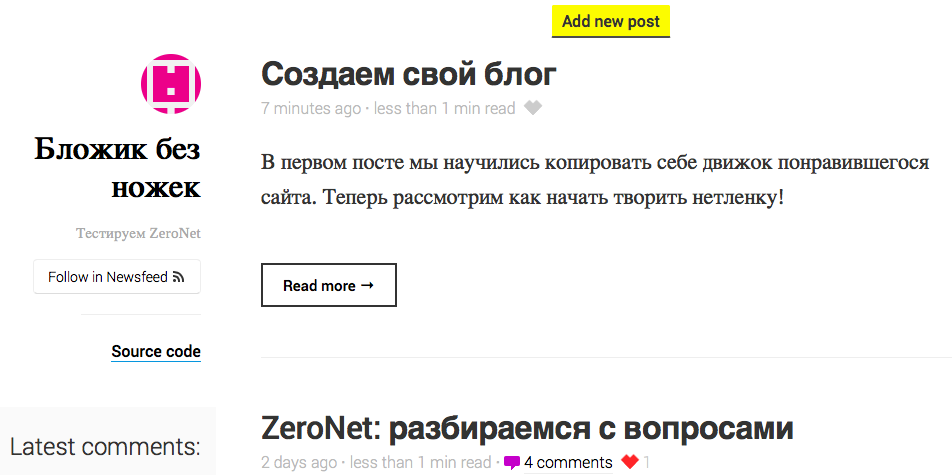 Add new post
Бложик без
ножек
Тестируем ZeroNet
Follow in Newsfeed
Source code
Latest comments:
Создаем свой блог
7 minutes ago · less than 1 min read
В первом посте мы научились копировать себе движок понравившегося
сайта. Теперь рассмотрим как начать творить нетленку!
Read more →
ZeroNet: разбираемся с вопросами
2 days ago · less than 1 min read · 4 comments 1